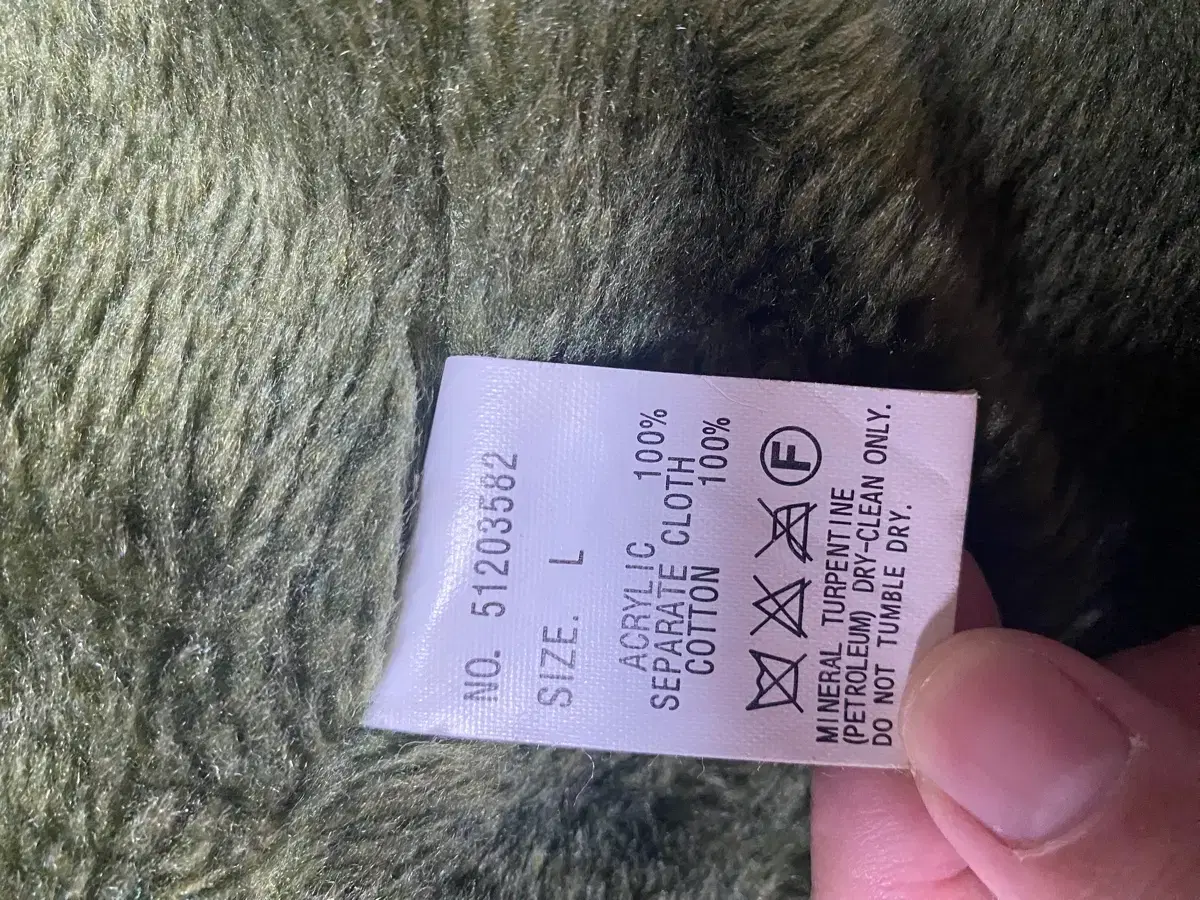 NO. 51203582
SIZE. L
ACRYLIC 100%
SEPARATE CLOTH
COTTON 100%
F
MINERAL TURPENTINE
(PETROLEUM) DRY-CLEAN ONLY.
DO NOT TUMBLE DRY.